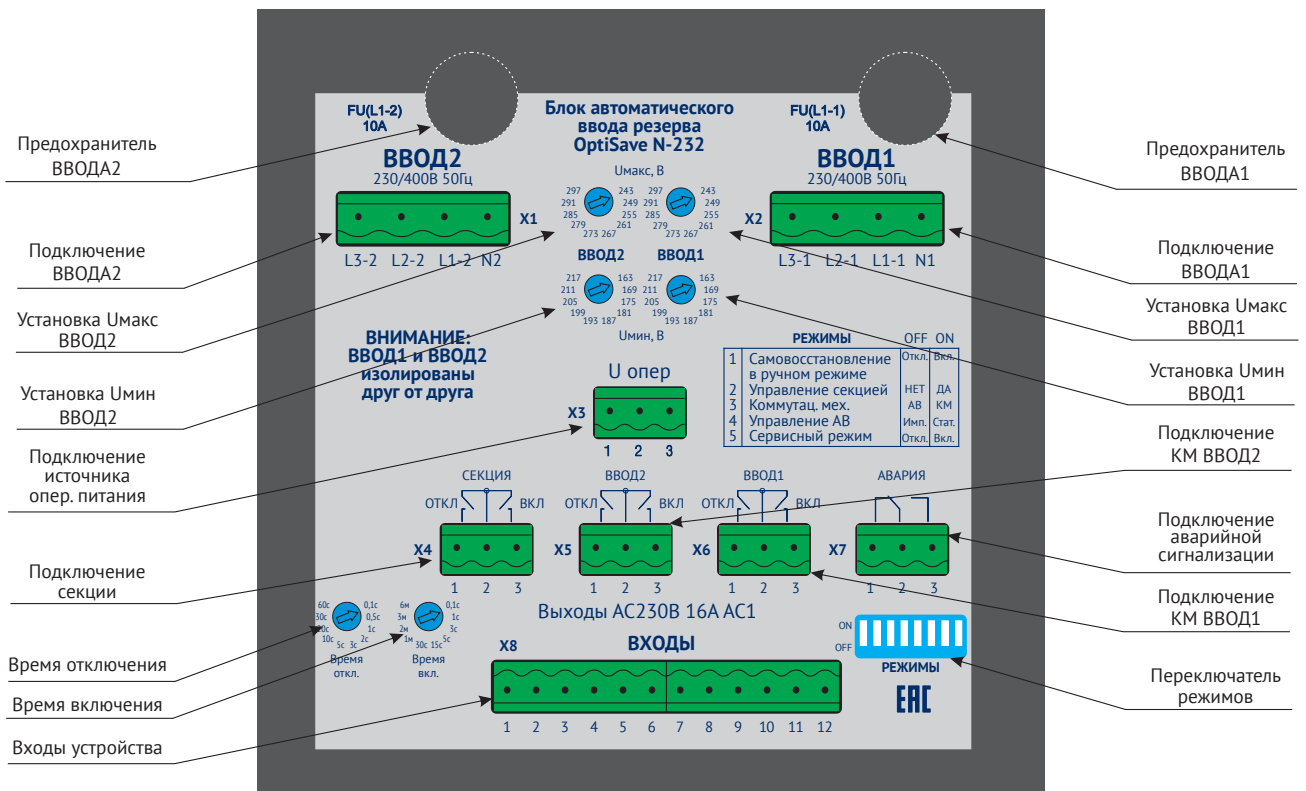 Предохранитель
ВВОДА2
Подключение
ВВОДА2
Установка Uмакс
ВВОД2
Установка Uмин
ВВОД2
Подключение
источника
опер. питания
Подключение
секции
Время отключения
Время включения
Входы устройства
FU(L1-2)
10А
Блок автоматического
ввода резерва
OptiSave N-232
FU(L1-1)
10А
ВВОД2
230/400В 50Гц
X1
L3-2 L2-2 L1-2 N2
ВВОД1
230/400В 50Гц
X2
L3-1 L2-1 L1-1 N1
Uмакс, В
297 243 297 243
291 249 291 249
285 255 285 255
279 261 279 261
273 267 273 267
ВВОД2 ВВОД1
217 163 217 163
211 169 211 169
205 175 205 175
199 181 199 181
193 187 193 187
Uмин, В
ВНИМАНИЕ:
ВВОД1 и ВВОД2
изолированы
друг от друга
РЕЖИМЫ OFF ON
1 Самовосстановление Откл. Вкл.
в ручном режиме
2 Управление секцией НЕТ ДА
3 Коммутац. мех. АВ КМ
4 Управление АВ Имп. Стат.
5 Сервисный режим Откл. Вкл.
U опер
X3
1 2 3
СЕКЦИЯ ВВОД2 ВВОД1 АВАРИЯ
ОТКЛ ВКЛ ОТКЛ ВКЛ ОТКЛ ВКЛ
X4 X5 X6 X7
1 2 3 1 2 3 1 2 3 1 2 3
Выходы АС230В 16А АС1
60с 0,1с
30с 0,5с
20с 1с
10с 2с
5с 3с
Время
откл.
6м 0,1с
3м 1с
2м 3с
1м 5с
30с 15с
Время
вкл.
X8 ВХОДЫ
1 2 3 4 5 6 7 8 9 10 11 12
ON
OFF
РЕЖИМЫ
EAC
Предохранитель
ВВОДА1
Подключение
ВВОДА1
Установка Uмакс
ВВОД1
Установка Uмин
ВВОД1
Подключение
КМ ВВОД2
Подключение
аварийной
сигнализации
Подключение
КМ ВВОД1
Переключатель
режимов